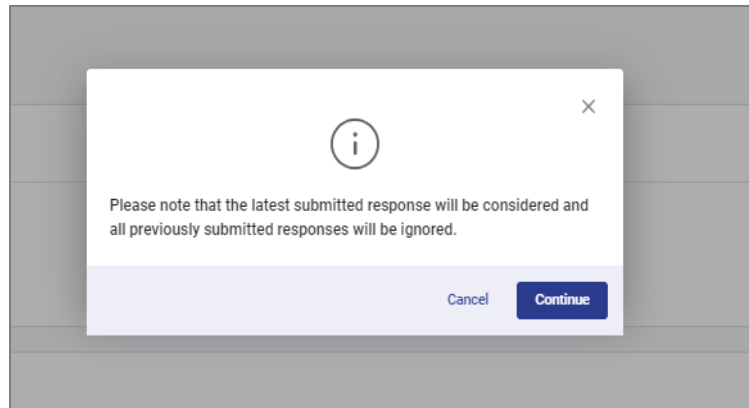 Please note that the latest submitted response will be considered and
all previously submitted responses will be ignored.
Cancel
Continue